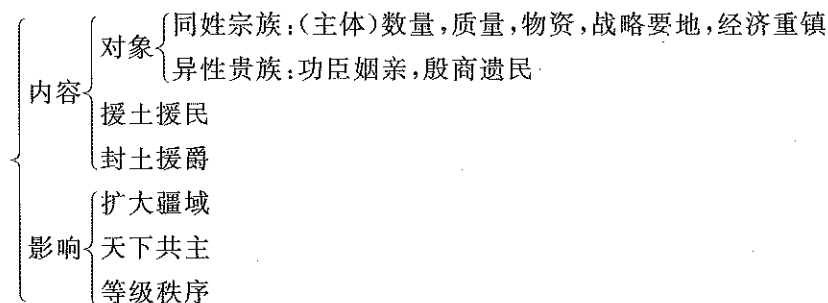 同姓宗族:(主体)数量,质量,物资,战略要地,经济重镇
对象
异性贵族:功臣姻亲,殷商遗民
内容
援土援民
封土援爵
扩大疆域
影响
天下共主
等级秩序